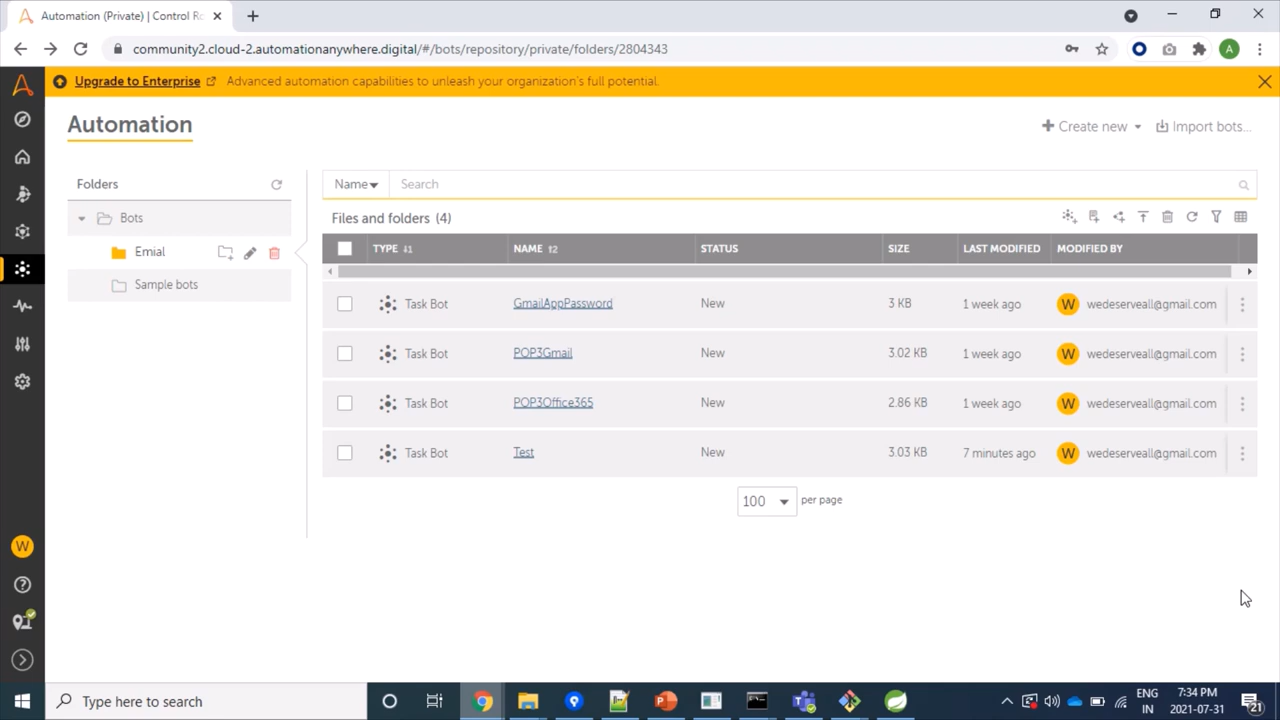 Automation (Private) | Control Ro
community2.cloud-2.automationanywhere.digital/#/bots/repository/private/folders/2804343
A
Upgrade to Enterprise Advanced automation capabilities to unleash your organization's full potential.
Automation
Create new
Import bots...
Folders
Bots
Emial
Sample bots
Name
Search
Files and folders (4)
TYPE NAME STATUS SIZE LAST MODIFIED MODIFIED BY
Task Bot GmailAppPassword New 3 KB 1 week ago W wedeserveall@gmail.com
Task Bot POP3Gmail New 3.02 KB 1 week ago W wedeserveall@gmail.com
Task Bot POP3Office365 New 2.86 KB 1 week ago W wedeserveall@gmail.com
Task Bot Test New 3.03 KB 7 minutes ago W wedeserveall@gmail.com
100 per page
W
Type here to search
ENG
IN
7:34 PM
2021-07-31
21